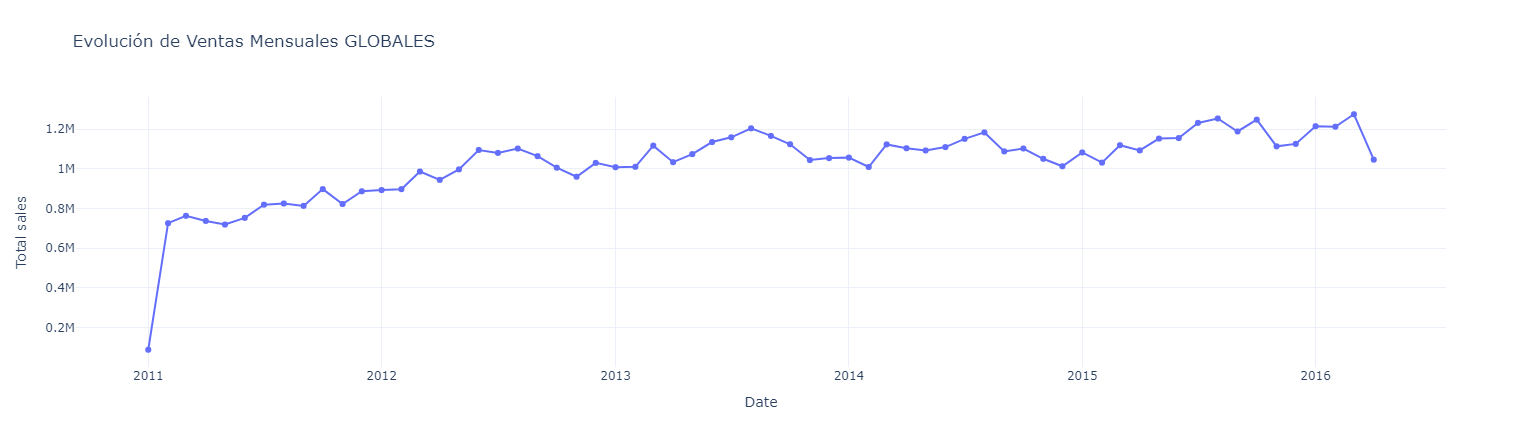 Evolución de Ventas Mensuales GLOBALES
Total sales
1.2M
1M
0.8M
0.6M
0.4M
0.2M
2011 2012 2013 2014 2015 2016
Date